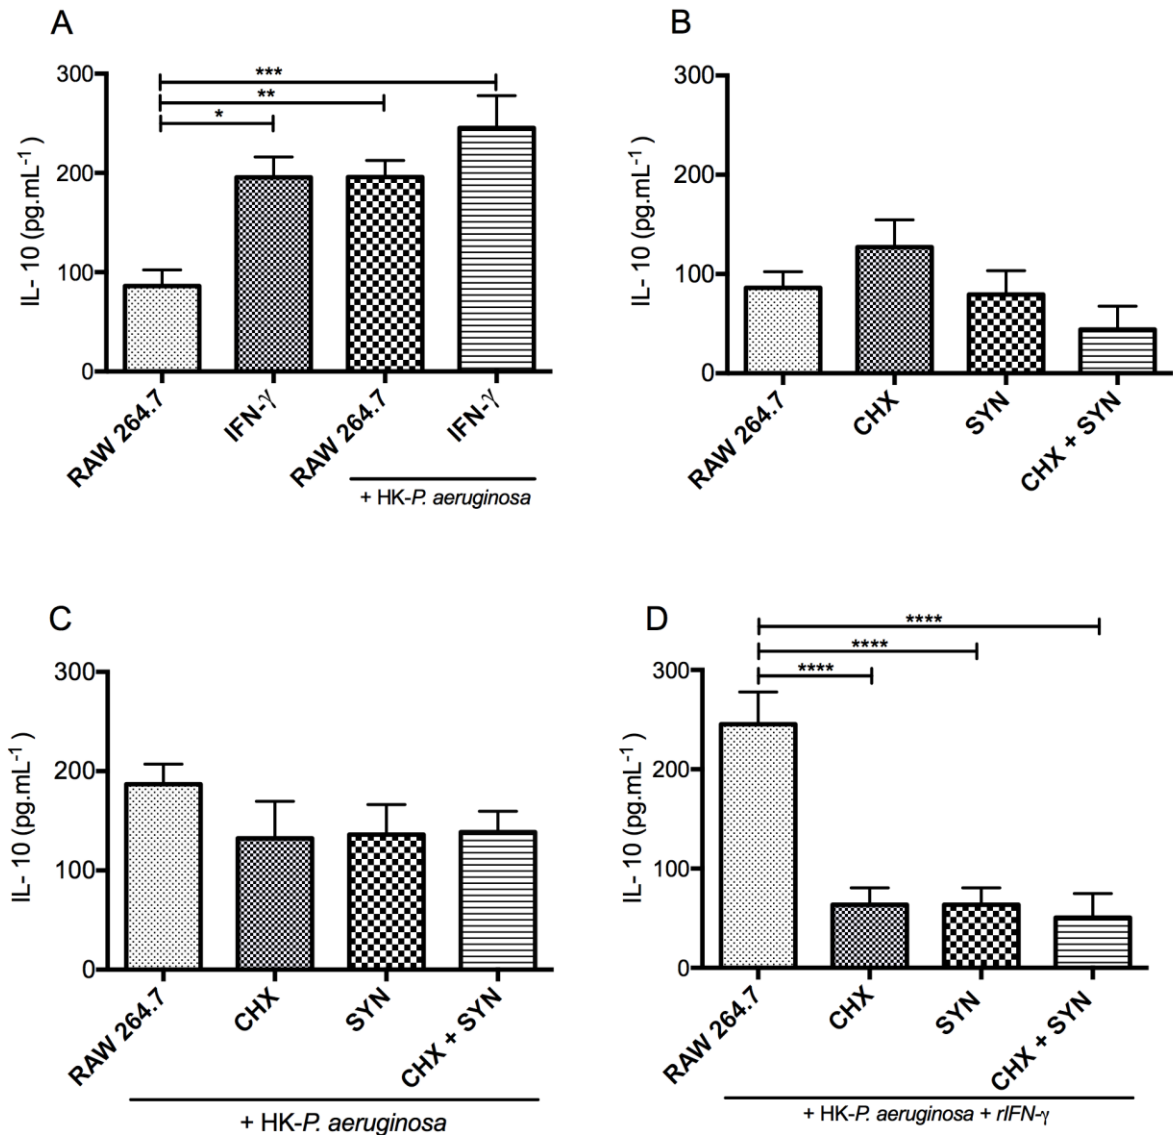 A
IL- 10 (pg.mL-1 )
300
200
100
0
***
**
*
RAW 264.7
IFN-γ
RAW 264.7
IFN-γ
+ HK-P. aeruginosa
B
IL- 10 (pg.mL-1 )
300
200
100
0
RAW 264.7
CHX
SYN
CHX + SYN
C
IL- 10 (pg.mL-1 )
300
200
100
0
RAW 264.7
CHX
SYN
CHX + SYN
+ HK-P. aeruginosa
D
IL- 10 (pg.mL-1 )
300
200
100
0
****
****
****
RAW 264.7
CHX
SYN
CHX + SYN
+ HK-P. aeruginosa + rIFN-γ